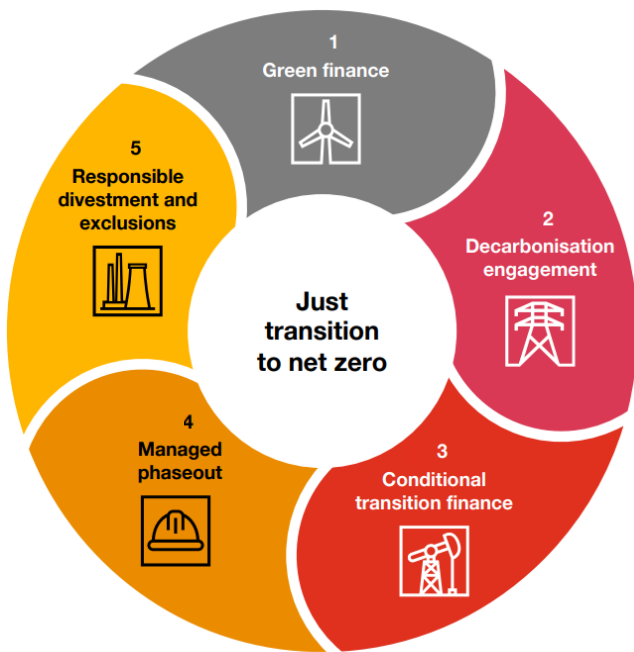 1
Green finance
2
Decarbonisation
engagement
3
Conditional
transition finance
4
Managed
phaseout
5
Responsible
divestment and
exclusions
Just
transition
to net zero